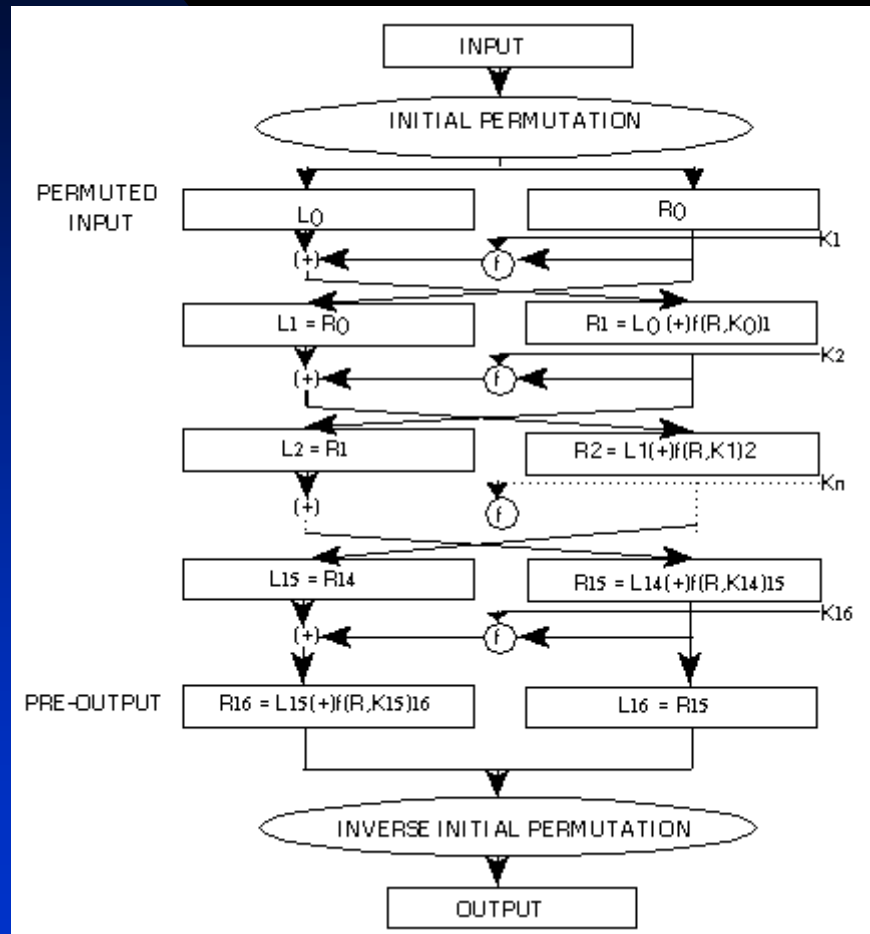 INPUT
INITIAL PERMUTATION
PERMUTED
INPUT
L0
R0
K1
(+)
f
L1 = R0
R1 = L0 (+)f(R,K0)1
K2
(+)
f
L2 = R1
R2 = L1(+)f(R,K1)2
Kn
(+)
f
L15 = R14
R15 = L14(+)f(R,K14)15
K16
(+)
f
PRE-OUTPUT
R16 = L15(+)f(R,K15)16
L16 = R15
INVERSE INITIAL PERMUTATION
OUTPUT